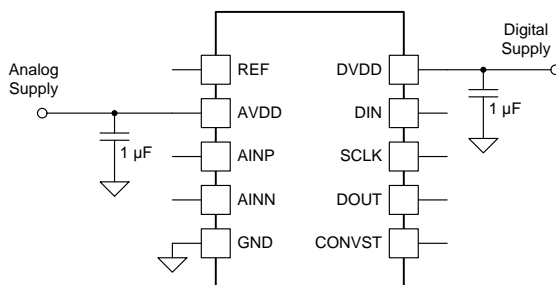 Digital
Supply
Analog
Supply
REF
DVDD
AVDD
DIN
1 µF
1 µF
AINP
SCLK
AINN
DOUT
GND
CONVST